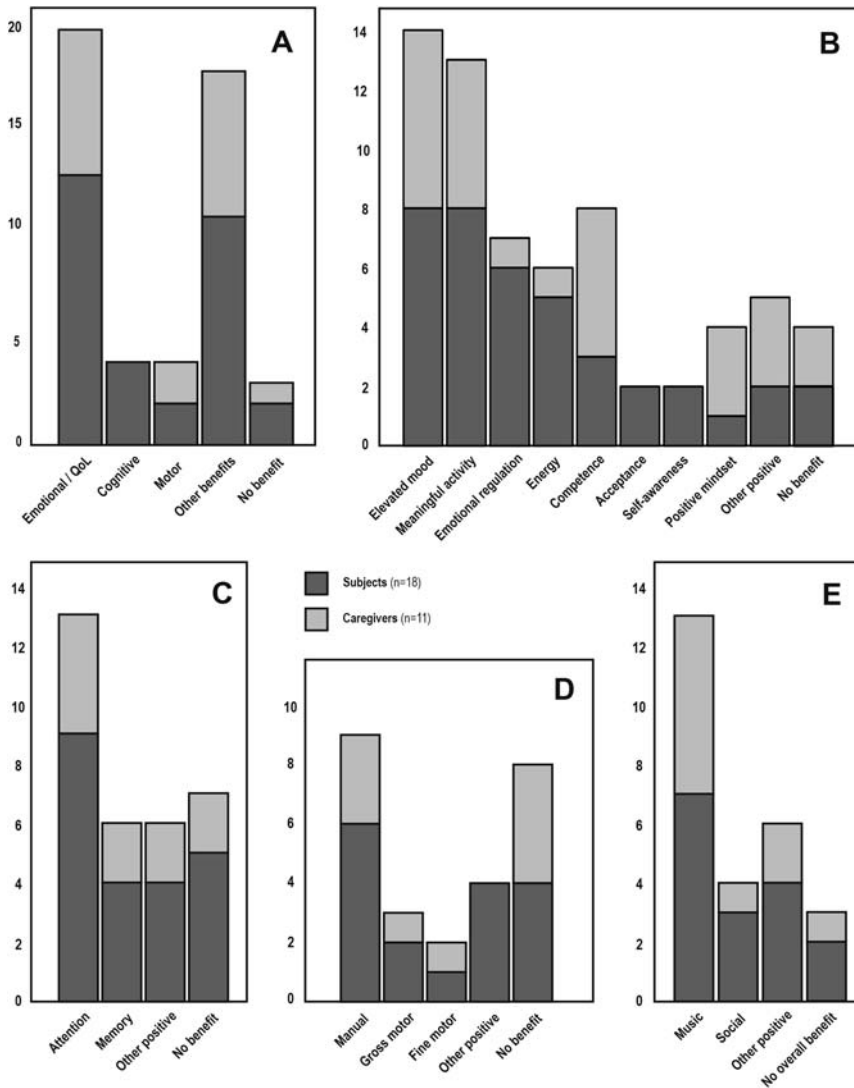 A
20
15
10
5
0
Emotional / QoL
Cognitive
Motor
Other benefits
No benefit
B
14
12
10
8
6
4
2
0
Elevated mood
Meaningful activity
Emotional regulation
Energy
Competence
Acceptance
Self-awareness
Positive mindset
Other positive
No benefit
C
14
12
10
8
6
4
2
0
Attention
Memory
Other positive
No benefit
Subjects (n=18)
Caregivers (n=11)
D
10
8
6
4
2
0
Manual
Gross motor
Fine motor
Other positive
No benefit
E
14
12
10
8
6
4
2
0
Music
Social
Other positive
No overall benefit